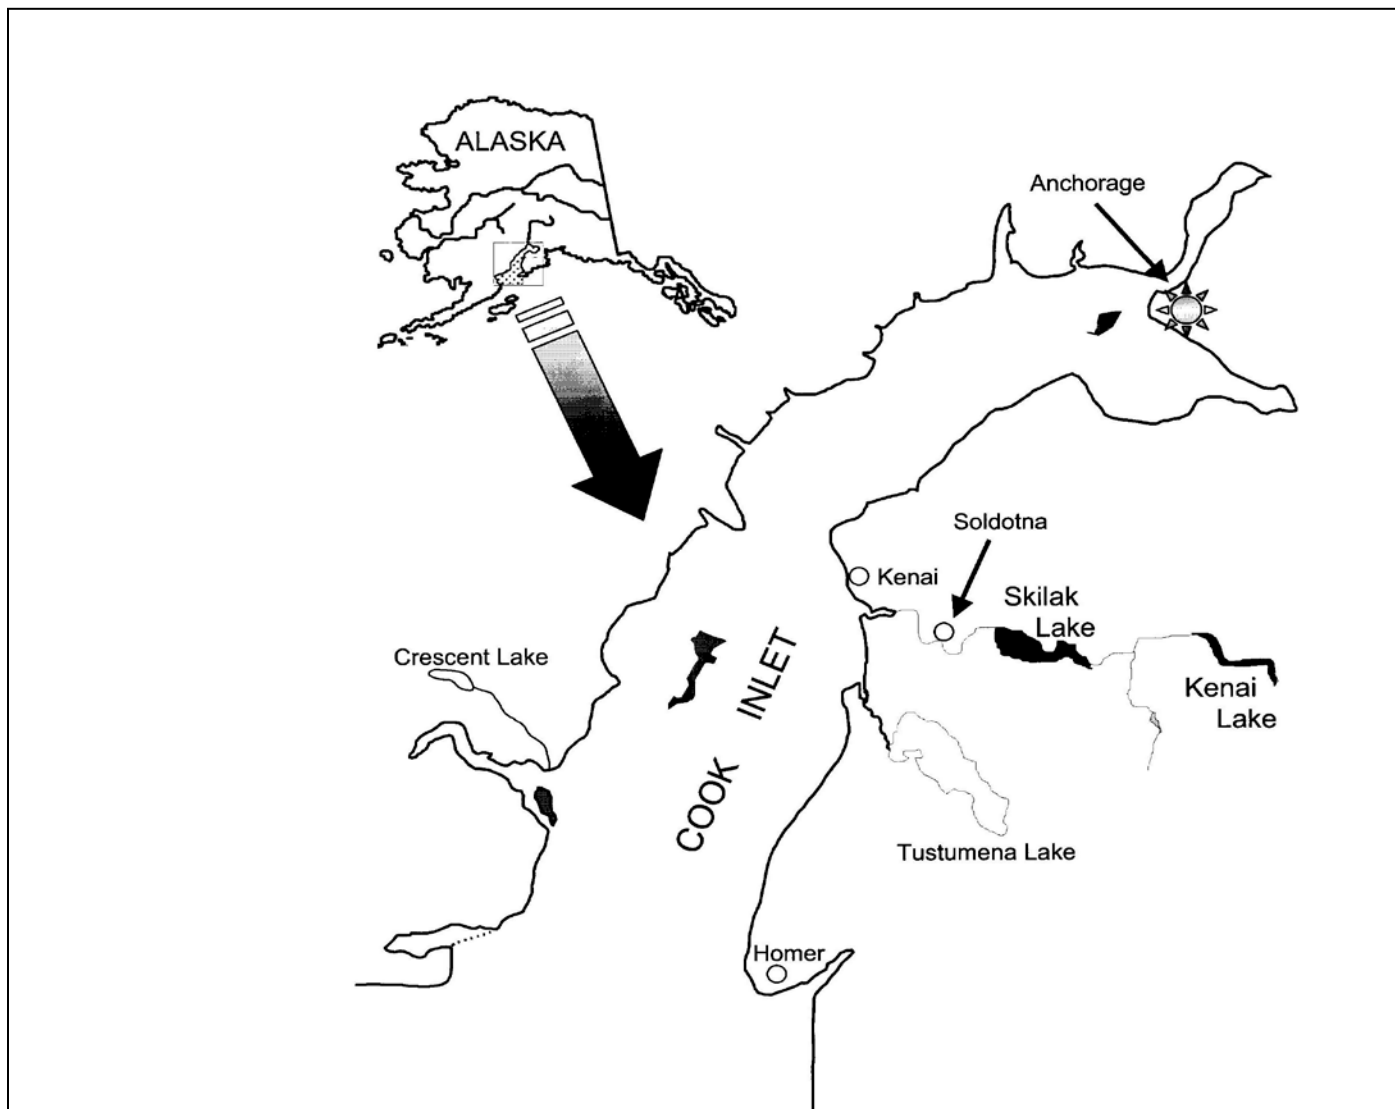 ALASKA
Anchorage
Soldotna
Kenai
Skilak
Lake
Crescent Lake
Kenai
Lake
COOK INLET
Tustumena Lake
Homer